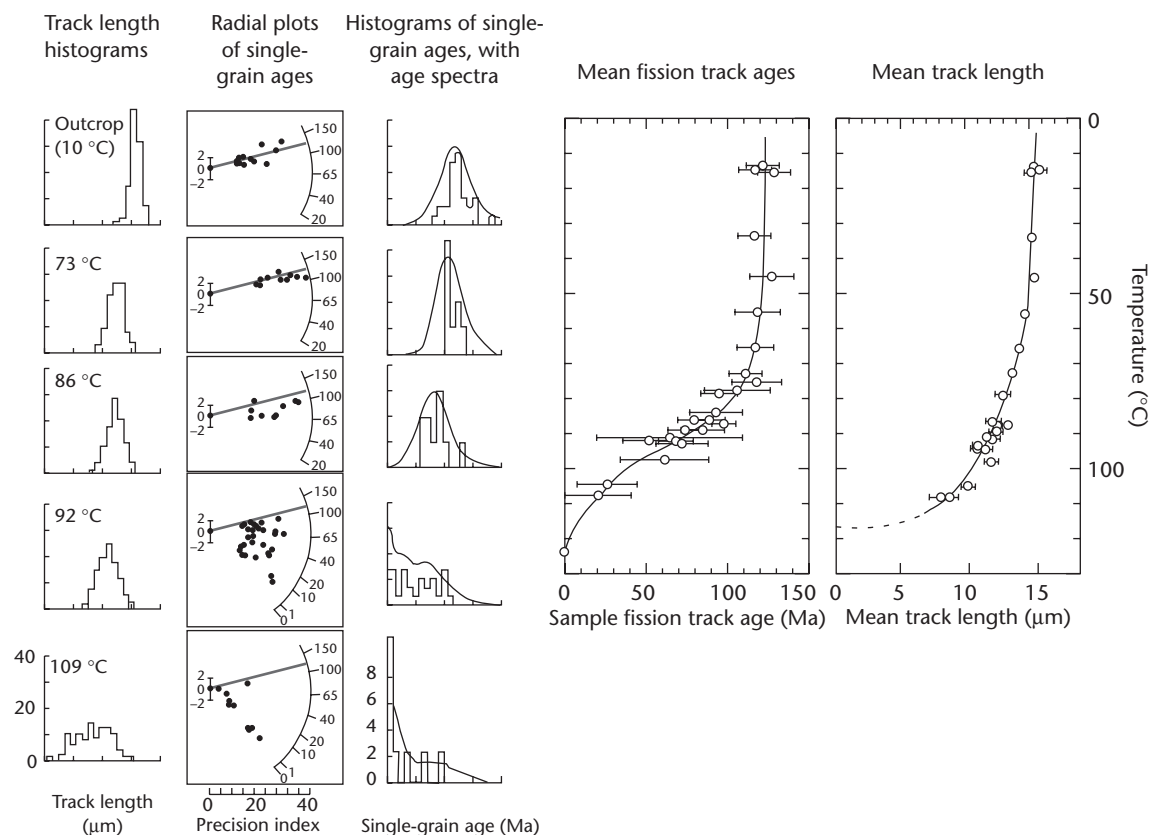 Track length
histograms
Radial plots
of single-
grain ages
Histograms of single-
grain ages, with
age spectra
Mean fission track ages
Mean track length
Outcrop
(10 °C)
2
0
−2
150
100
65
40
20
73 °C
2
0
−2
150
100
65
40
20
86 °C
2
0
−2
150
100
65
40
20
92 °C
2
0
−2
150
100
65
40
20
10
1
0
40
20
0
109 °C
2
0
−2
150
100
65
40
20
10
1
0
8
6
4
2
0
Track length
(μm)
0 20 40
Precision index
Single-grain age (Ma)
0 50 100 150
Sample fission track age (Ma)
0 5 10 15
Mean track length (μm)
0
50
100
Temperature (°C)